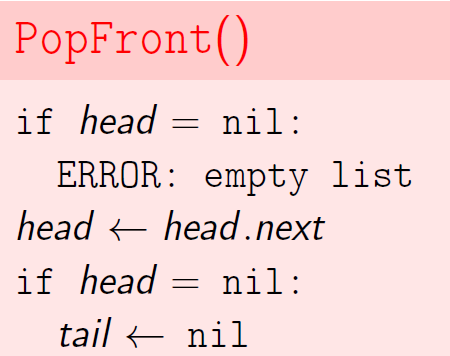 PopFront()
if head = nil:
ERROR: empty list
head ← head.next
if head = nil:
tail ← nil